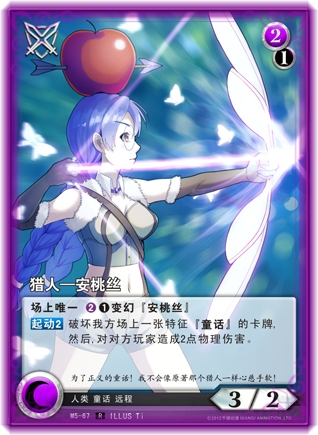 2
1
猎人—安桃丝
场上唯一 2 1 变幻『安桃丝』
起动2 破坏我方场上一张特征『童话』的卡牌,
然后,对对方玩家造成2点物理伤害。
为了正义的童话！我不会像原著那个猎人一样心慈手软！
人类 童话 远程
3 / 2
M5-67 R ILLUS Ti